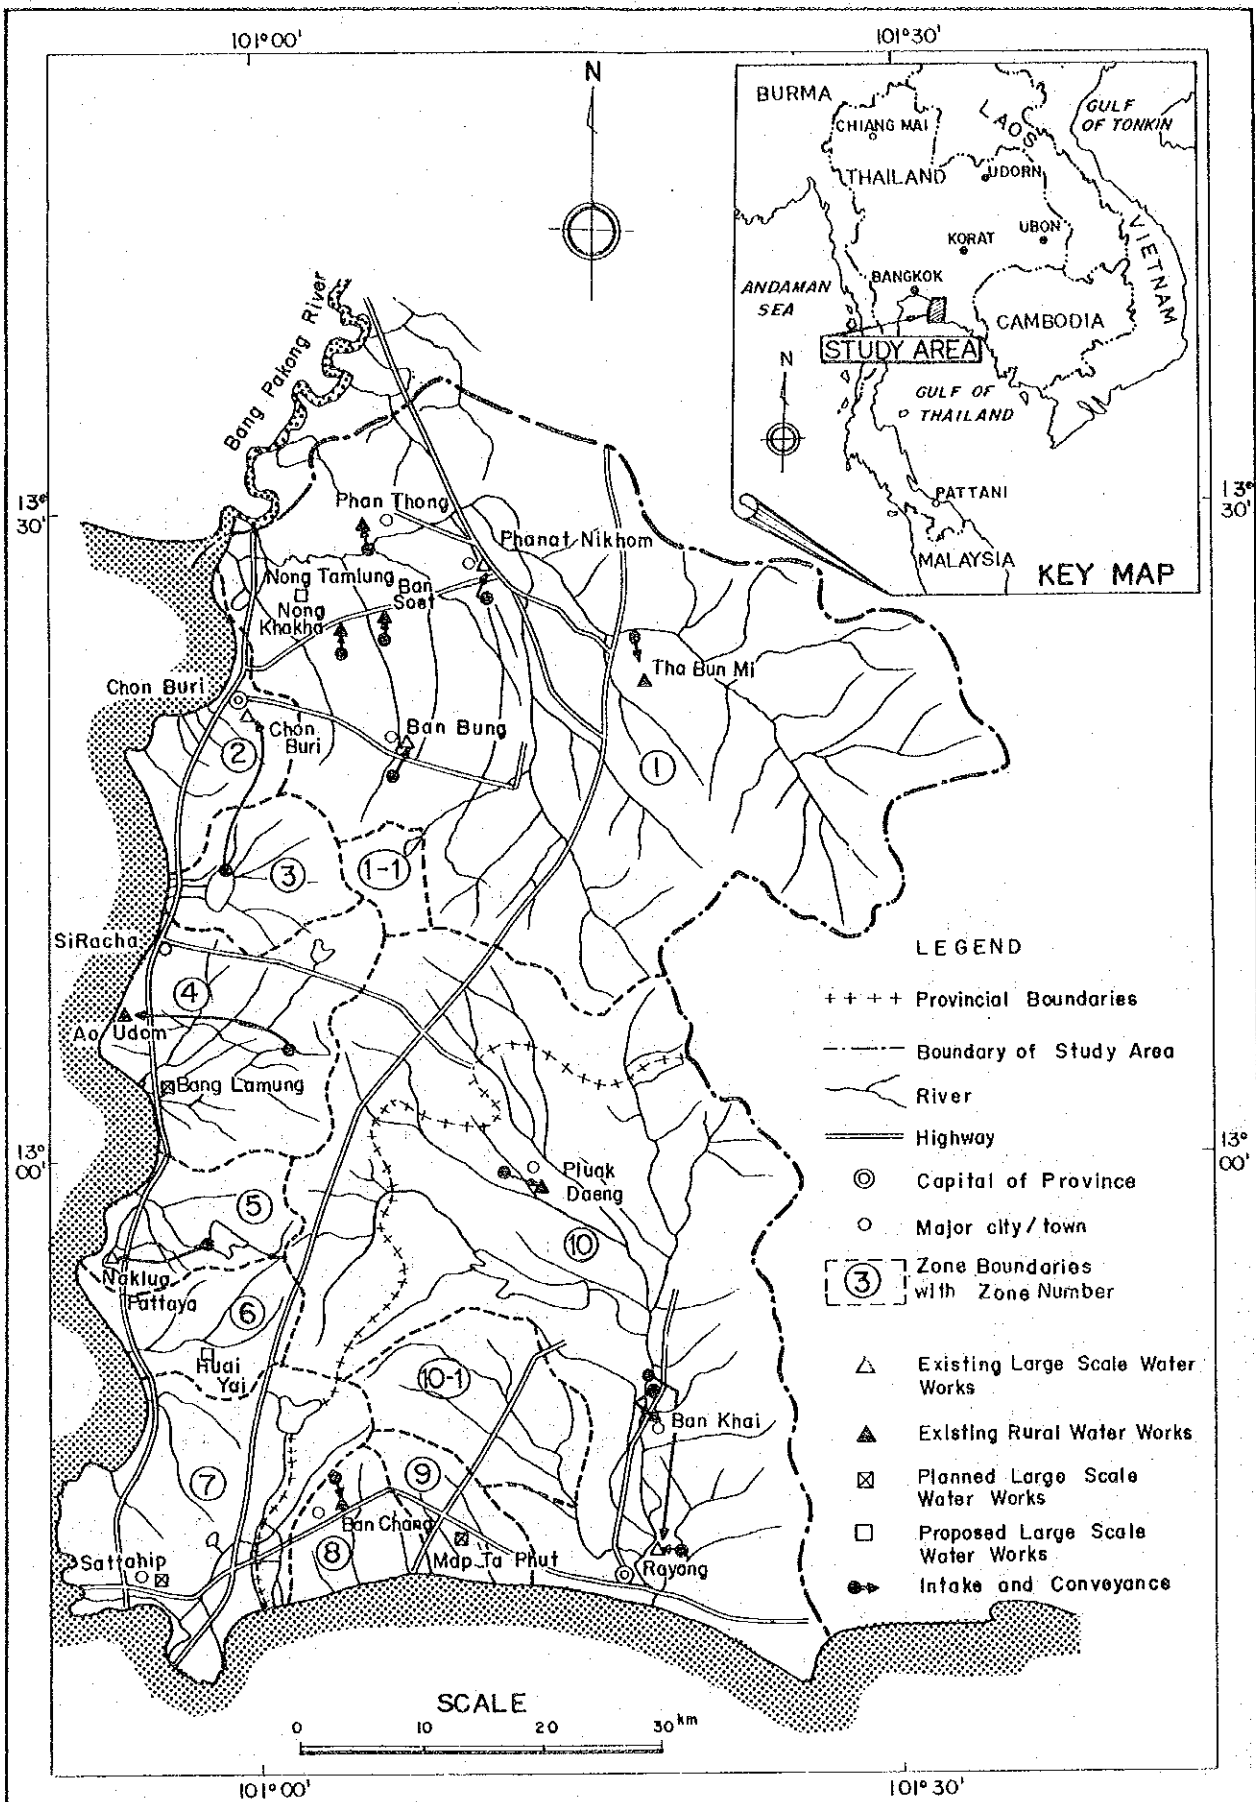 101°00'
101°30'
N
BURMA
CHIANG MAI
LAOS
GULF
OF TONKIN
THAILAND
UDORN
KORAT
UBON
VIETNAM
BANGKOK
ANDAMAN
SEA
CAMBODIA
STUDY AREA
N
GULF OF
THAILAND
PATTANI
MALAYSIA
KEY MAP
Bang Pakong River
13°
30'
13°
30'
Phan Thong
Phanat Nikhom
Nong Tamlung
Ban
Soet
Nong
Khakha
Tha Bun Mi
Chon Buri
Chon
Buri
Ban Bung
2
1
3
1-1
SiRacha
4
Ao Udom
Bang Lamung
13°
00'
13°
00'
Pluak
Daeng
5
10
Naklua
Pattaya
6
Huai
Yai
10-1
Ban Khai
7
9
Ban Chang
8
Map Ta Phut
Sattahip
Rayong
LEGEND
Provincial Boundaries
Boundary of Study Area
River
Highway
Capital of Province
Major city/town
3
Zone Boundaries
with Zone Number
Existing Large Scale Water
Works
Existing Rural Water Works
Planned Large Scale
Water Works
Proposed Large Scale
Water Works
Intake and Conveyance
SCALE
0 10 20 30 km
101°00'
101°30'